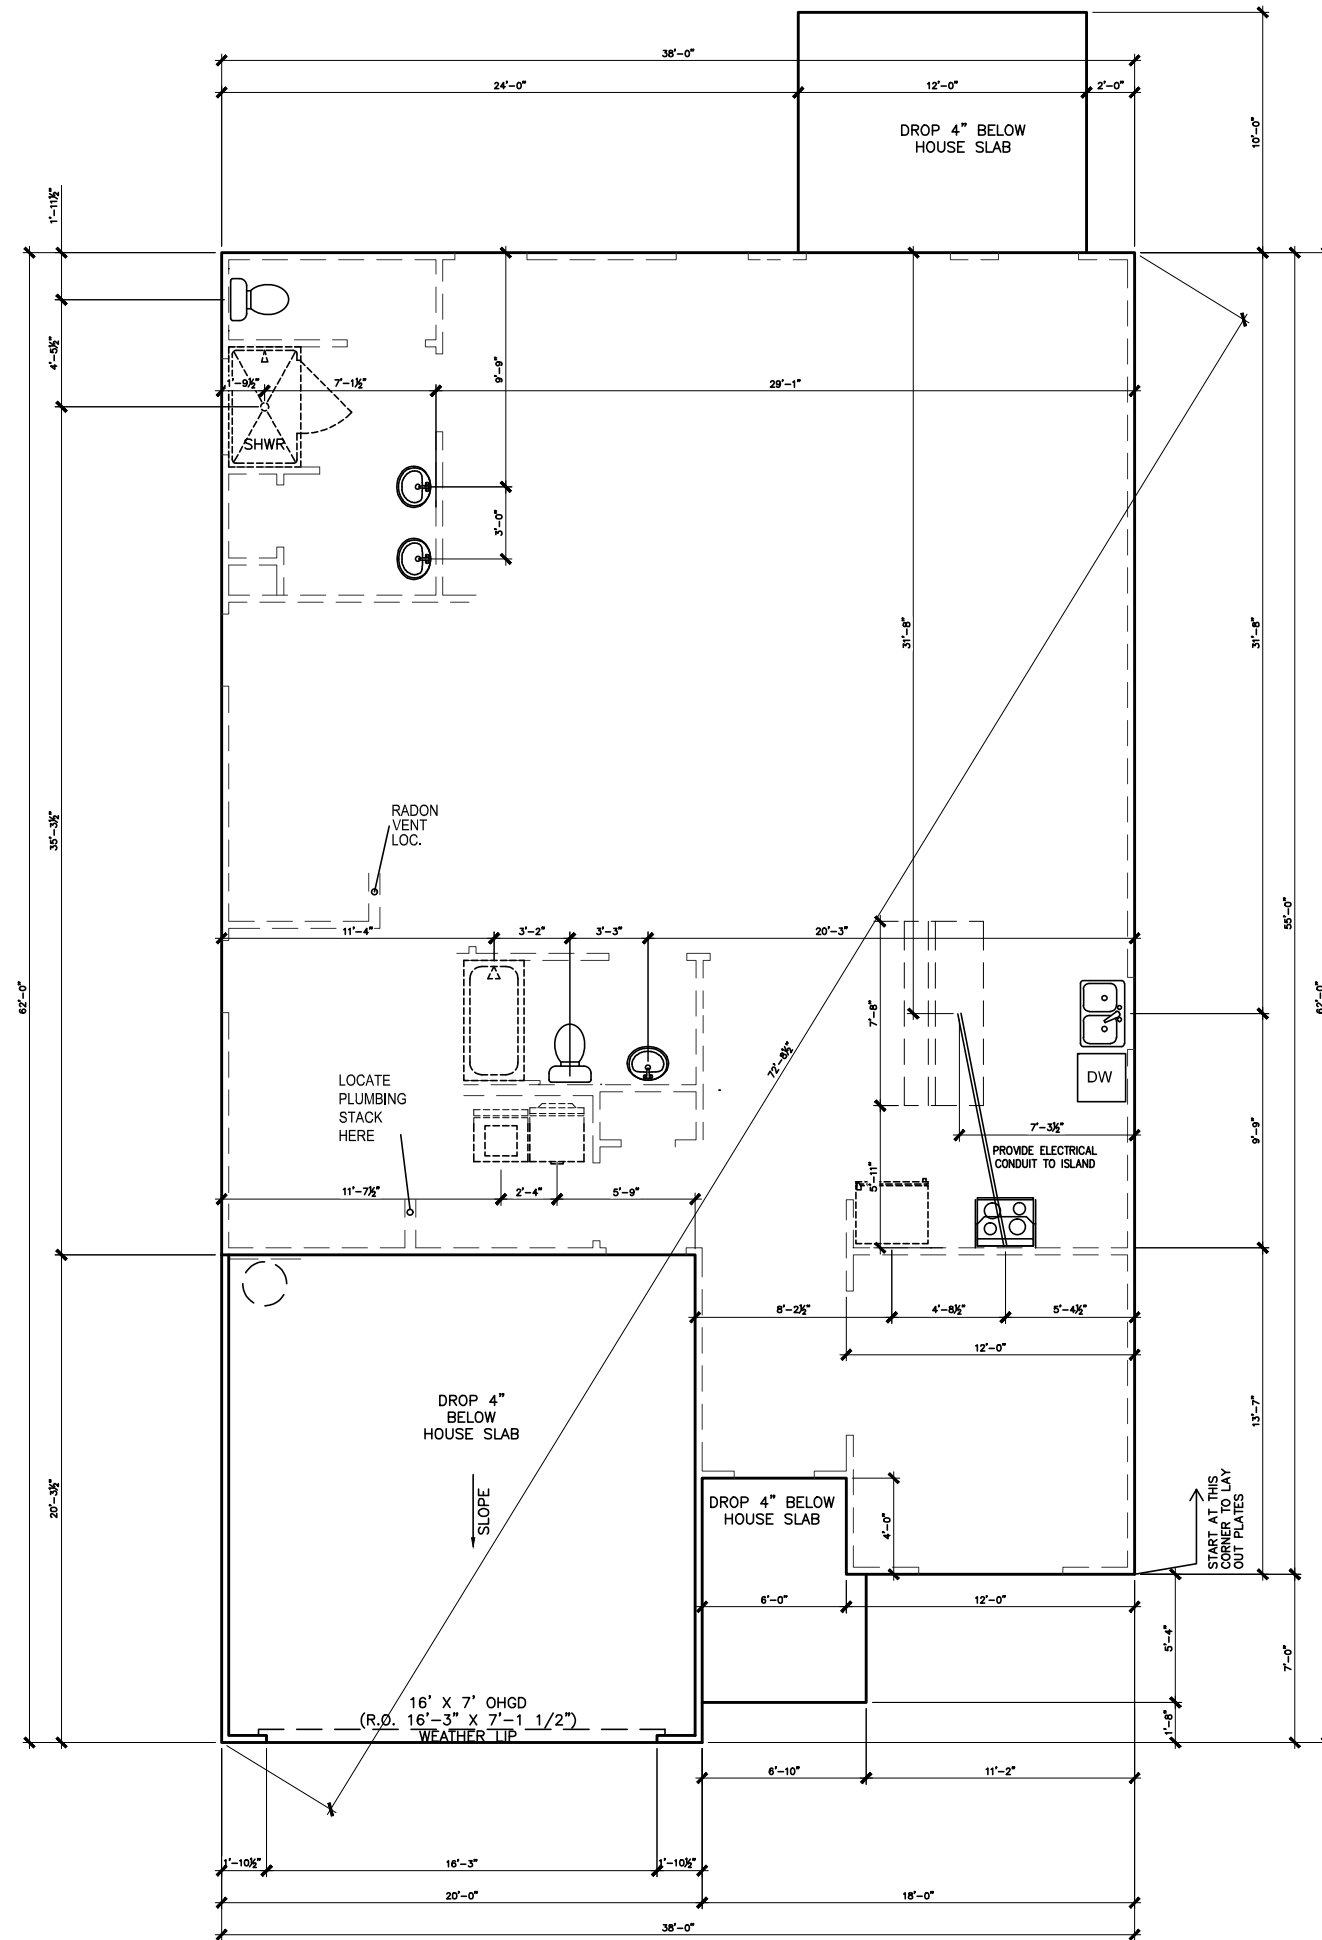 38'-0"
24'-0"
12'-0"
2'-0"
DROP 4" BELOW
HOUSE SLAB
10'-0"
1'-11½"
4'-5½"
9'-9"
1'-9½"
7'-1½"
29'-1"
SHWR
3'-0"
31'-8"
31'-8"
RADON
VENT
LOC.
35'-3½"
62'-0"
55'-0"
62'-0"
11'-4"
3'-2"
3'-3"
20'-3"
7'-8"
72'-8½"
DW
LOCATE
PLUMBING
STACK
HERE
7'-3½"
PROVIDE ELECTRICAL
CONDUIT TO ISLAND
9'-9"
5'-11"
11'-7½"
2'-4"
5'-9"
8'-2½"
4'-8½"
5'-4½"
12'-0"
DROP 4"
BELOW
HOUSE SLAB
13'-7"
20'-3½"
SLOPE
DROP 4" BELOW
HOUSE SLAB
4'-0"
START AT THIS
CORNER TO LAY
OUT PLATES
6'-0"
12'-0"
5'-4"
7'-0"
1'-8"
16' X 7' OHGD
(R.O. 16'-3" X 7'-1 1/2")
WEATHER LIP
6'-10"
11'-2"
1'-10½"
16'-3"
1'-10½"
20'-0"
18'-0"
38'-0"